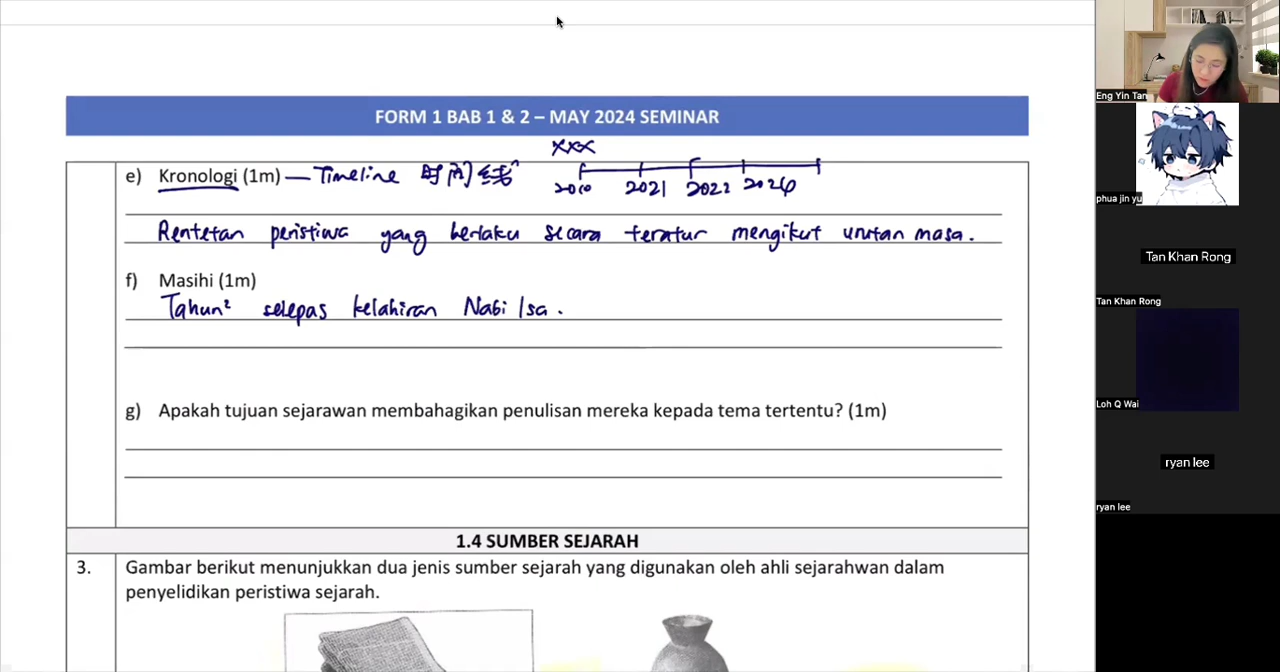 FORM 1 BAB 1 & 2 – MAY 2024 SEMINAR
xxx
e) Kronologi (1m) — Timeline 时间线
2010 2021 2022 2024
Rentetan peristiwa yang berlaku secara teratur mengikut urutan masa.
f) Masihi (1m)
Tahun² selepas kelahiran Nabi Isa.
g) Apakah tujuan sejarawan membahagikan penulisan mereka kepada tema tertentu? (1m)
1.4 SUMBER SEJARAH
3. Gambar berikut menunjukkan dua jenis sumber sejarah yang digunakan oleh ahli sejarahwan dalam
penyelidikan peristiwa sejarah.
Eng Yin Tan
phua jin yu
Tan Khan Rong
Tan Khan Rong
Loh Q Wai
ryan lee
ryan lee